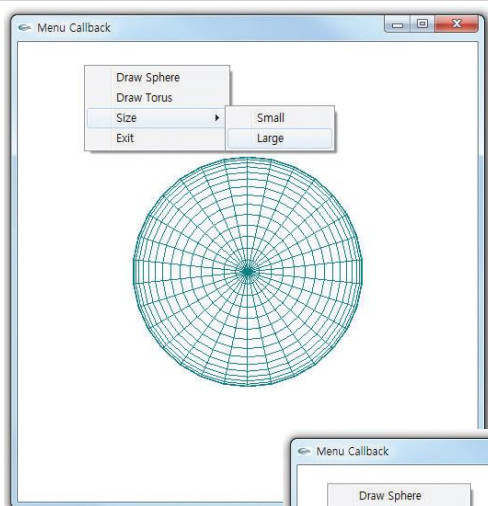 Menu Callback
Draw Sphere
Draw Torus
Size
Small
Exit
Large
Menu Callback
Draw Sphere